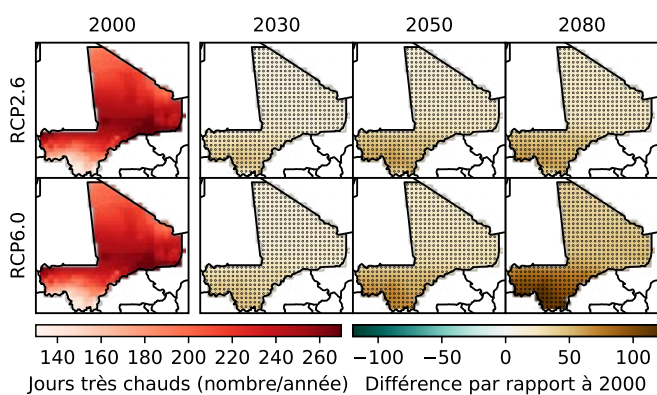 2000 2030 2050 2080
RCP2.6
RCP6.0
140 160 180 200 220 240 260
−100 −50 0 50 100
Jours très chauds (nombre/année)
Différence par rapport à 2000